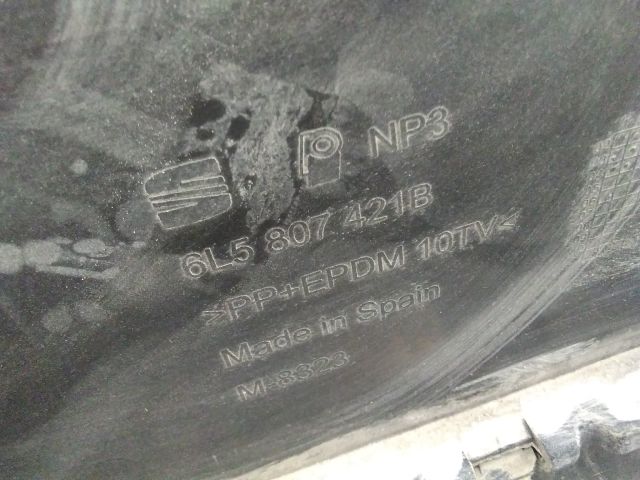 NP3
6L5 807 421B
>PP+EPDM 10TV<
Made in Spain
M-8323